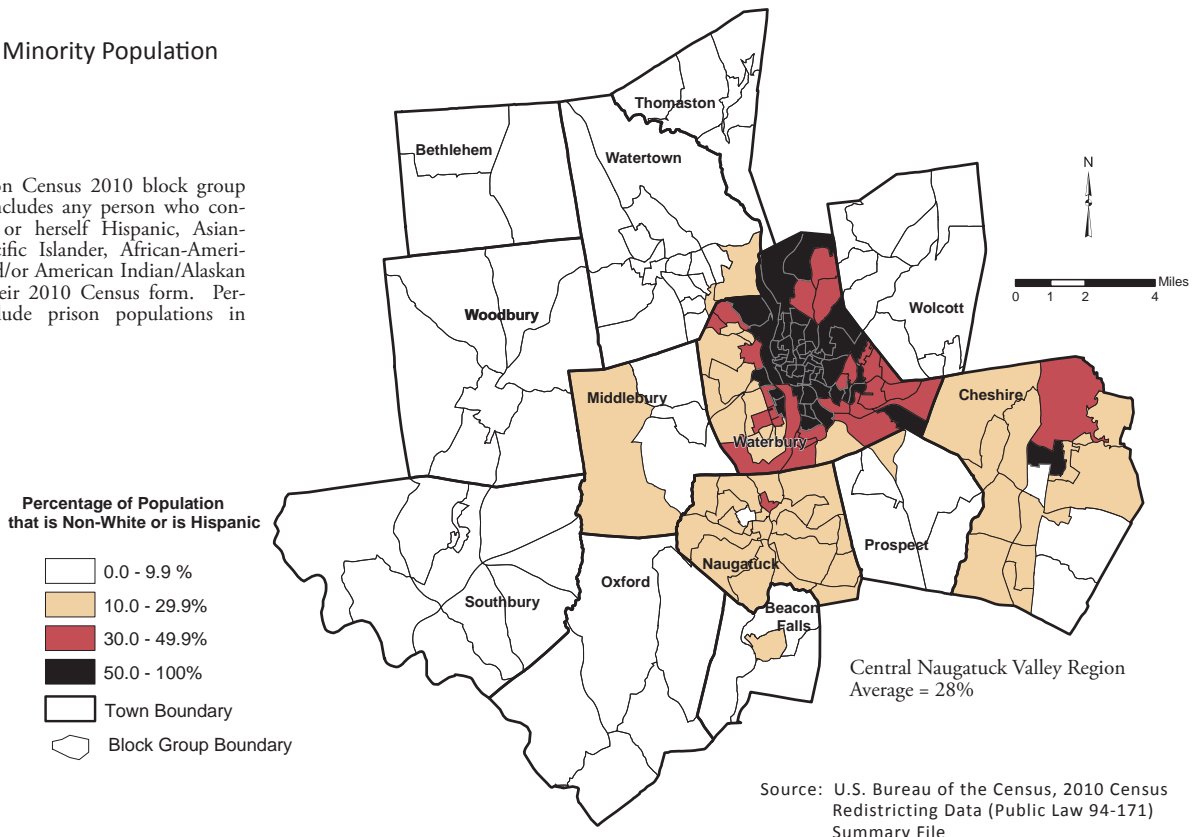 Minority Population
on Census 2010 block group
ncludes any person who con-
or herself Hispanic, Asian-
cific Islander, African-Ameri-
d/or American Indian/Alaskan
eir 2010 Census form. Per-
lude prison populations in
Thomaston
Bethlehem
Watertown
N
Miles
0 1 2 4
Woodbury
Wolcott
Middlebury
Cheshire
Waterbury
Percentage of Population
that is Non-White or is Hispanic
0.0 - 9.9 %
10.0 - 29.9%
30.0 - 49.9%
50.0 - 100%
Town Boundary
Block Group Boundary
Prospect
Naugatuck
Oxford
Southbury
Beacon
Falls
Central Naugatuck Valley Region
Average = 28%
Source: U.S. Bureau of the Census, 2010 Census
Redistricting Data (Public Law 94-171)
Summary File